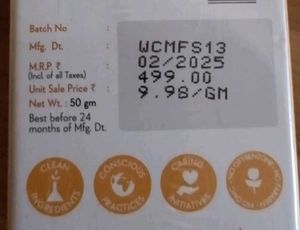 Batch No : WCMFS13
Mfg. Dt. : 02/2025
M.R.P. ₹ : 499.00
(Incl. of all Taxes)
Unit Sale Price ₹ : 9.98/GM
Net Wt. : 50 gm
Best before 24
months of Mfg. Dt.
CLEAN INGREDIENTS
CONSCIOUS PRACTICES
CARING INITIATIVES